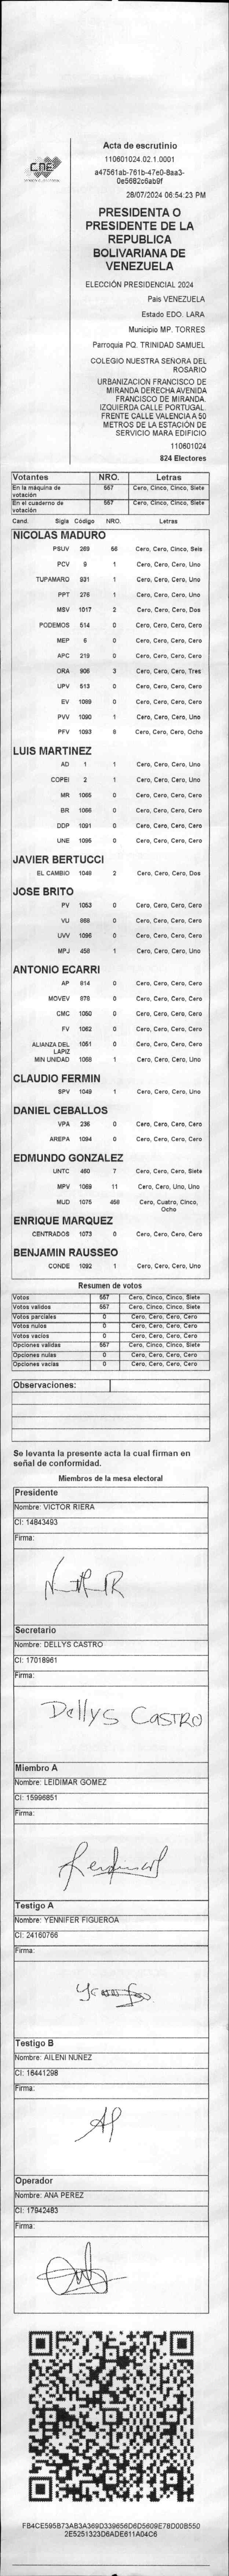 CNE
Acta de escrutinio
110601024.02.1.0001
a47561ab-761b-47e0-8aa3-
0e5682c6ab9f
28/07/2024 06:54:23 PM
PRESIDENTA O
PRESIDENTE DE LA
REPUBLICA
BOLIVARIANA DE
VENEZUELA
ELECCIÓN PRESIDENCIAL 2024
Pais VENEZUELA
Estado EDO. LARA
Municipio MP. TORRES
Parroquia PQ. TRINIDAD SAMUEL
COLEGIO NUESTRA SEÑORA DEL
ROSARIO
URBANIZACION FRANCISCO DE
MIRANDA DERECHA AVENIDA
FRANCISCO DE MIRANDA.
IZQUIERDA CALLE PORTUGAL.
FRENTE CALLE VALENCIA A 50
METROS DE LA ESTACIÓN DE
SERVICIO MARA EDIFICIO
110601024
824 Electores
Votantes NRO. Letras
En la máquina de votación 557 Cero, Cinco, Cinco, Siete
En el cuaderno de votación 557 Cero, Cinco, Cinco, Siete
Cand. Sigla Código NRO. Letras
NICOLAS MADURO
PSUV 269 56 Cero, Cero, Cinco, Seis
PCV 9 1 Cero, Cero, Cero, Uno
TUPAMARO 931 1 Cero, Cero, Cero, Uno
PPT 276 1 Cero, Cero, Cero, Uno
MSV 1017 2 Cero, Cero, Cero, Dos
PODEMOS 514 0 Cero, Cero, Cero, Cero
MEP 6 0 Cero, Cero, Cero, Cero
APC 219 0 Cero, Cero, Cero, Cero
ORA 906 3 Cero, Cero, Cero, Tres
UPV 513 0 Cero, Cero, Cero, Cero
EV 1089 0 Cero, Cero, Cero, Cero
PVV 1090 1 Cero, Cero, Cero, Uno
PFV 1093 8 Cero, Cero, Cero, Ocho
LUIS MARTINEZ
AD 1 1 Cero, Cero, Cero, Uno
COPEI 2 1 Cero, Cero, Cero, Uno
MR 1065 0 Cero, Cero, Cero, Cero
BR 1066 0 Cero, Cero, Cero, Cero
DDP 1091 0 Cero, Cero, Cero, Cero
UNE 1095 0 Cero, Cero, Cero, Cero
JAVIER BERTUCCI
EL CAMBIO 1048 2 Cero, Cero, Cero, Dos
JOSE BRITO
PV 1053 0 Cero, Cero, Cero, Cero
VU 868 0 Cero, Cero, Cero, Cero
UVV 1096 0 Cero, Cero, Cero, Cero
MPJ 458 1 Cero, Cero, Cero, Uno
ANTONIO ECARRI
AP 814 0 Cero, Cero, Cero, Cero
MOVEV 978 0 Cero, Cero, Cero, Cero
CMC 1050 0 Cero, Cero, Cero, Cero
FV 1062 0 Cero, Cero, Cero, Cero
ALIANZA DEL LAPIZ 1051 0 Cero, Cero, Cero, Cero
MIN UNIDAD 1068 1 Cero, Cero, Cero, Uno
CLAUDIO FERMIN
SPV 1049 1 Cero, Cero, Cero, Uno
DANIEL CEBALLOS
VPA 236 0 Cero, Cero, Cero, Cero
AREPA 1094 0 Cero, Cero, Cero, Cero
EDMUNDO GONZALEZ
UNTC 460 7 Cero, Cero, Cero, Siete
MPV 1069 11 Cero, Cero, Uno, Uno
MUD 1075 458 Cero, Cuatro, Cinco, Ocho
ENRIQUE MARQUEZ
CENTRADOS 1073 0 Cero, Cero, Cero, Cero
BENJAMIN RAUSSEO
CONDE 1092 1 Cero, Cero, Cero, Uno
Resumen de votos
Votos 557 Cero, Cinco, Cinco, Siete
Votos validos 557 Cero, Cinco, Cinco, Siete
Votos parciales 0 Cero, Cero, Cero, Cero
Votos nulos 0 Cero, Cero, Cero, Cero
Votos vacios 0 Cero, Cero, Cero, Cero
Opciones validas 557 Cero, Cinco, Cinco, Siete
Opciones nulas 0 Cero, Cero, Cero, Cero
Opciones vacias 0 Cero, Cero, Cero, Cero
Observaciones:
Se levanta la presente acta la cual firman en
señal de conformidad.
Miembros de la mesa electoral
Presidente
Nombre: VICTOR RIERA
CI: 14843493
Firma:
Secretario
Nombre: DELLYS CASTRO
CI: 17018961
Firma:
Dellys CASTRO
Miembro A
Nombre: LEIDIMAR GOMEZ
CI: 15996851
Firma:
Testigo A
Nombre: YENNIFER FIGUEROA
CI: 24160766
Firma:
Testigo B
Nombre: AILENI NUÑEZ
CI: 16441298
Firma:
Operador
Nombre: ANA PEREZ
CI: 17942483
Firma:
FB4CE595B73AB3A369D339656D6D5609E78D00B550
2E5251323D6ADE611AD4C6